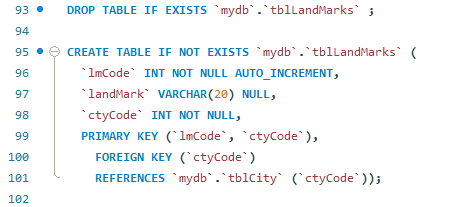 93 DROP TABLE IF EXISTS `mydb`.`tblLandMarks` ;
94
95 CREATE TABLE IF NOT EXISTS `mydb`.`tblLandMarks` (
96 `lmCode` INT NOT NULL AUTO_INCREMENT,
97 `landMark` VARCHAR(20) NULL,
98 `ctyCode` INT NOT NULL,
99 PRIMARY KEY (`lmCode`, `ctyCode`),
100 FOREIGN KEY (`ctyCode`)
101 REFERENCES `mydb`.`tblCity` (`ctyCode`));
102